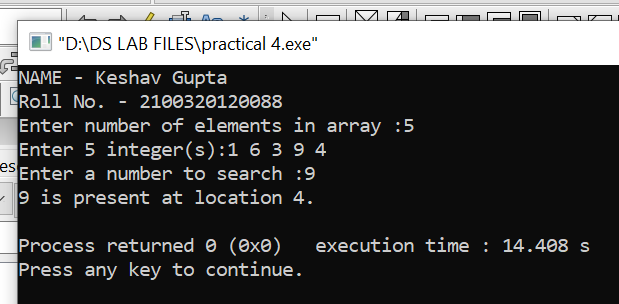 "D:\DS LAB FILES\practical 4.exe"
NAME - Keshav Gupta
Roll No. - 2100320120088
Enter number of elements in array :5
Enter 5 integer(s):1 6 3 9 4
Enter a number to search :9
9 is present at location 4.
Process returned 0 (0x0)   execution time : 14.408 s
Press any key to continue.